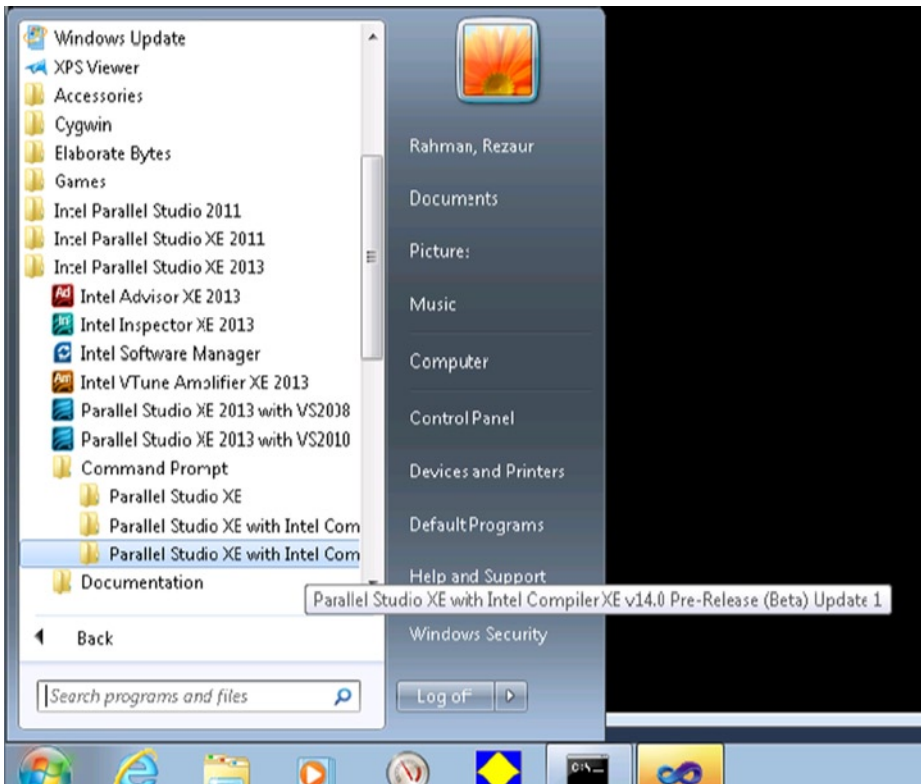 Windows Update
XPS Viewer
Accessories
Cygwin
Elaborate Bytes
Games
Intel Parallel Studio 2011
Intel Parallel Studio XE 2011
Intel Parallel Studio XE 2013
Ad Intel Advisor XE 2013
In Intel Inspector XE 2013
Intel Software Manager
Am Intel VTune Amplifier XE 2013
Parallel Studio XE 2013 with VS2008
Parallel Studio XE 2013 with VS2010
Command Prompt
Parallel Studio XE
Parallel Studio XE with Intel Com
Parallel Studio XE with Intel Com
Documentation
Back
Search programs and files
Rahman, Rezaur
Documents
Pictures
Music
Computer
Control Panel
Devices and Printers
Default Programs
Help and Support
Parallel Studio XE with Intel Compiler XE v14.0 Pre-Release (Beta) Update 1
Windows Security
Log off
C:\_